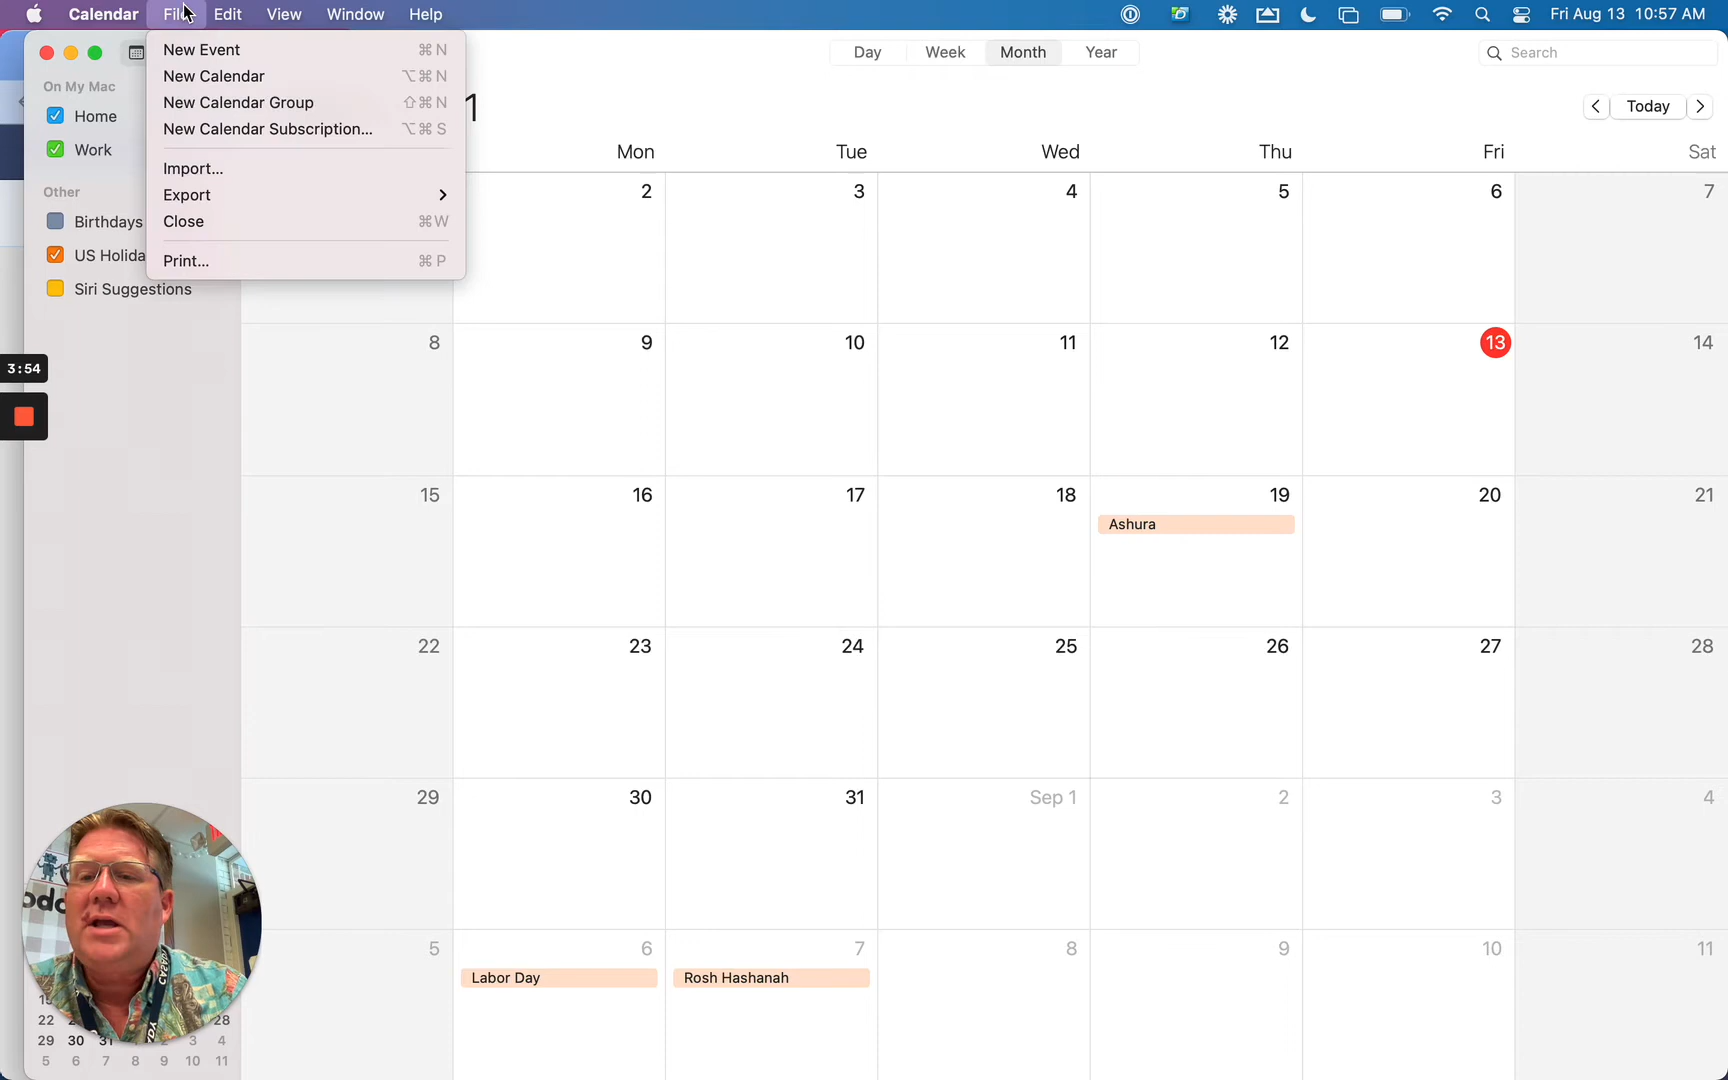 Calendar File Edit View Window Help Fri Aug 13 10:57 AM
New Event ⌘ N
New Calendar ⌥ ⌘ N
New Calendar Group ⇧ ⌘ N
New Calendar Subscription... ⌥ ⌘ S
Import...
Export
Close ⌘ W
Print... ⌘ P
On My Mac
Home
Work
Other
Birthdays
US Holida
Siri Suggestions
3:54
Day Week Month Year
Search
1
Today
Mon Tue Wed Thu Fri Sat
2 3 4 5 6 7
8 9 10 11 12 13 14
15 16 17 18 19 20 21
Ashura
22 23 24 25 26 27 28
29 30 31 Sep 1 2 3 4
5 6 7 8 9 10 11
Labor Day Rosh Hashanah
22 28
29 30 31 3 4
5 6 7 8 9 10 11